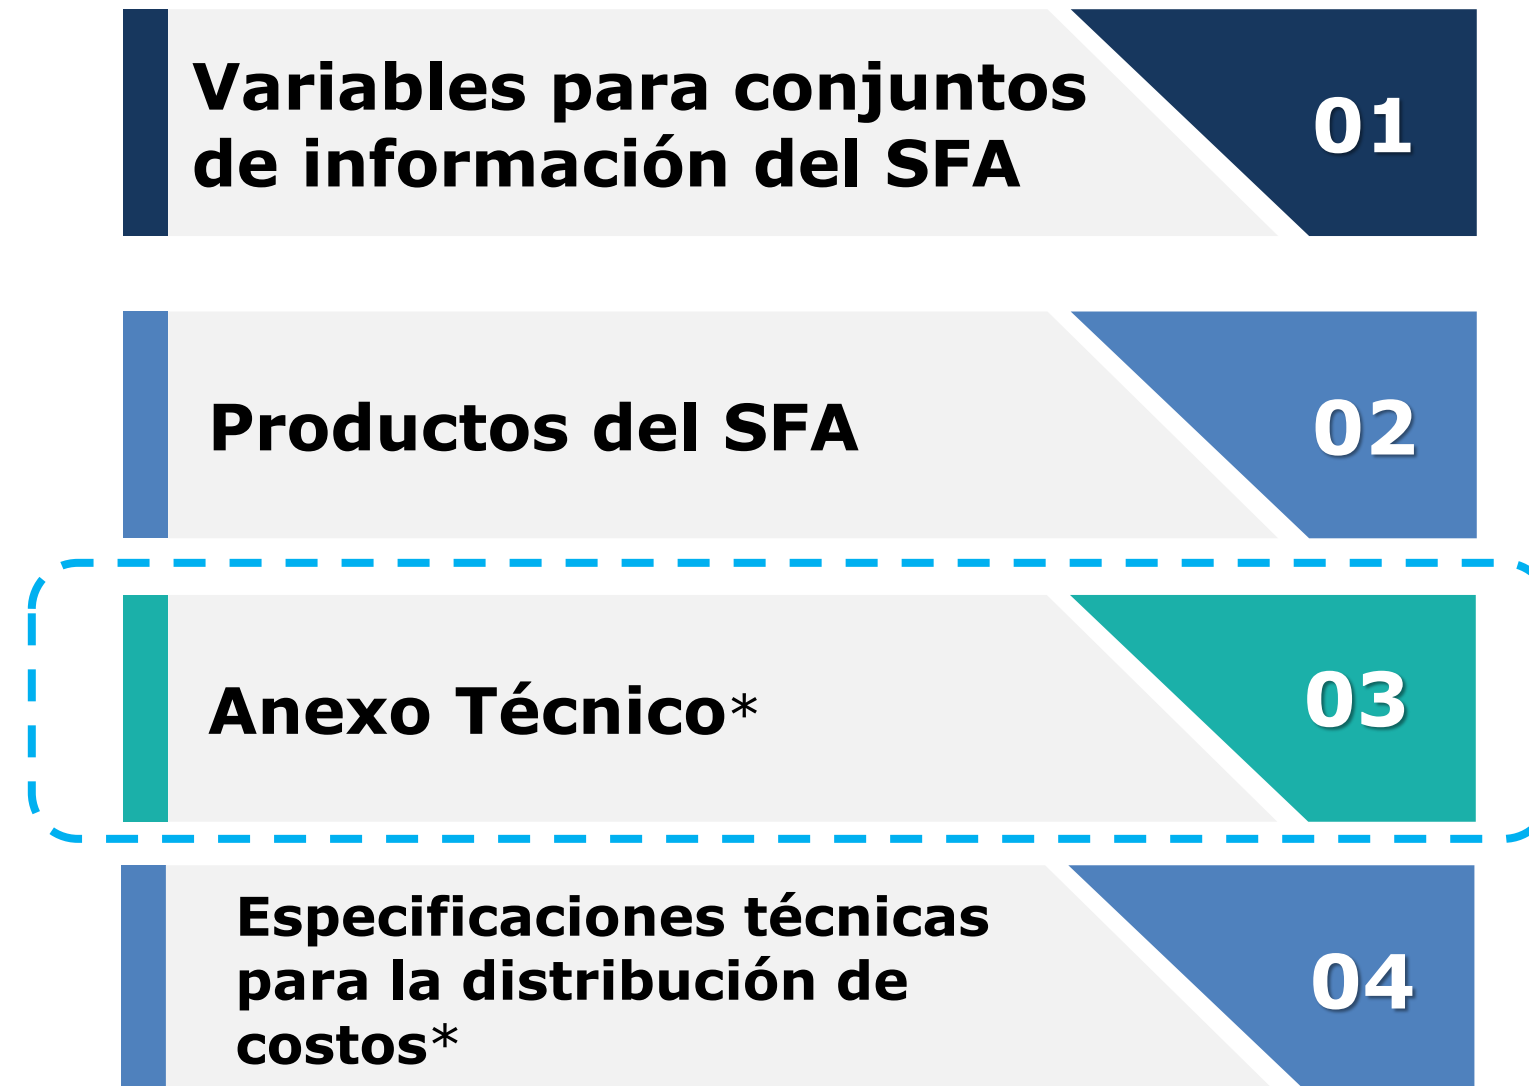 Variables para conjuntos
de información del SFA
01
Productos del SFA
02
Anexo Técnico*
03
Especificaciones técnicas
para la distribución de
costos*
04